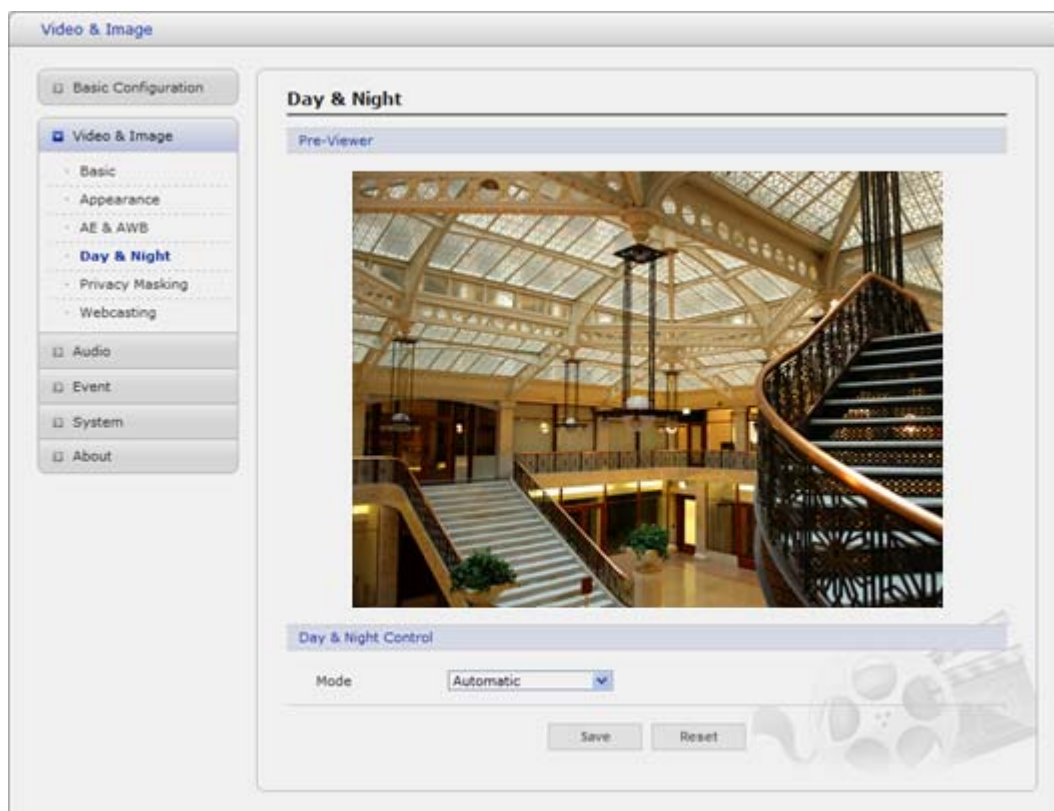 Video & Image
Basic Configuration
Video & Image
Basic
Appearance
AE & AWB
Day & Night
Privacy Masking
Webcasting
Audio
Event
System
About
Day & Night
Pre-Viewer
Day & Night Control
Mode Automatic
Save Reset